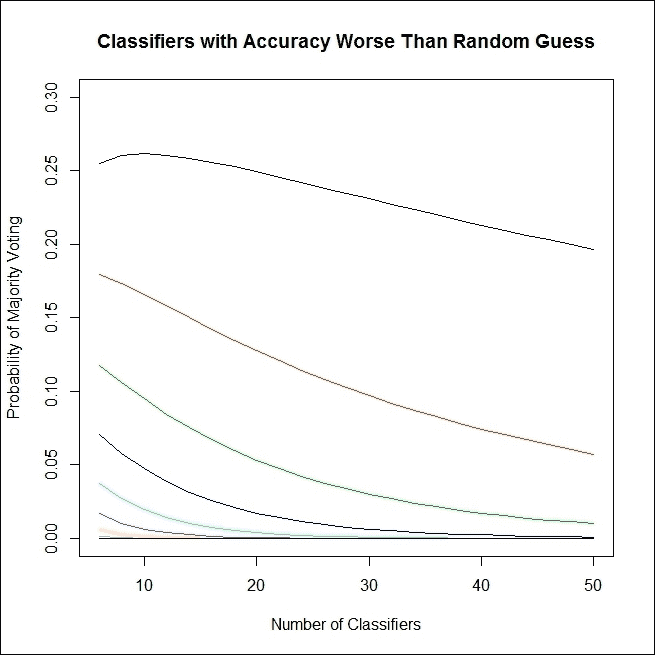 Classifiers with Accuracy Worse Than Random Guess
0.30
0.25
0.20
0.15
0.10
0.05
0.00
Probability of Majority Voting
10 20 30 40 50
Number of Classifiers